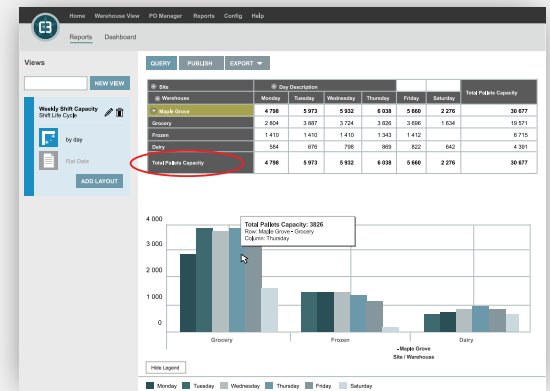 Home Warehouse View PO Manager Reports Config Help
Reports Dashboard
Views
NEW VIEW
Weekly Shift Capacity
Shift Life Cycle
by day
Flat Data
ADD LAYOUT
QUERY PUBLISH EXPORT
Site Day Description Total Pallets Capacity
Warehouse Monday Tuesday Wednesday Thursday Friday Saturday
Maple Grove 4 798 5 973 5 932 6 038 5 660 2 276 30 677
Grocery 2 804 3 887 3 724 3 826 3 696 1 634 19 571
Frozen 1 410 1 410 1 410 1 343 1 412 6 715
Dairy 584 676 798 869 822 642 4 391
Total Pallets Capacity 4 798 5 973 5 932 6 038 5 660 2 276 30 677
4 000
3 000
2 000
1 000
0
Total Pallets Capacity: 3826
Row: Maple Grove - Grocery
Column: Thursday
Grocery Frozen Dairy
- Maple Grove
Site / Warehouse
Hide Legend
Monday Tuesday Wednesday Thursday Friday Saturday